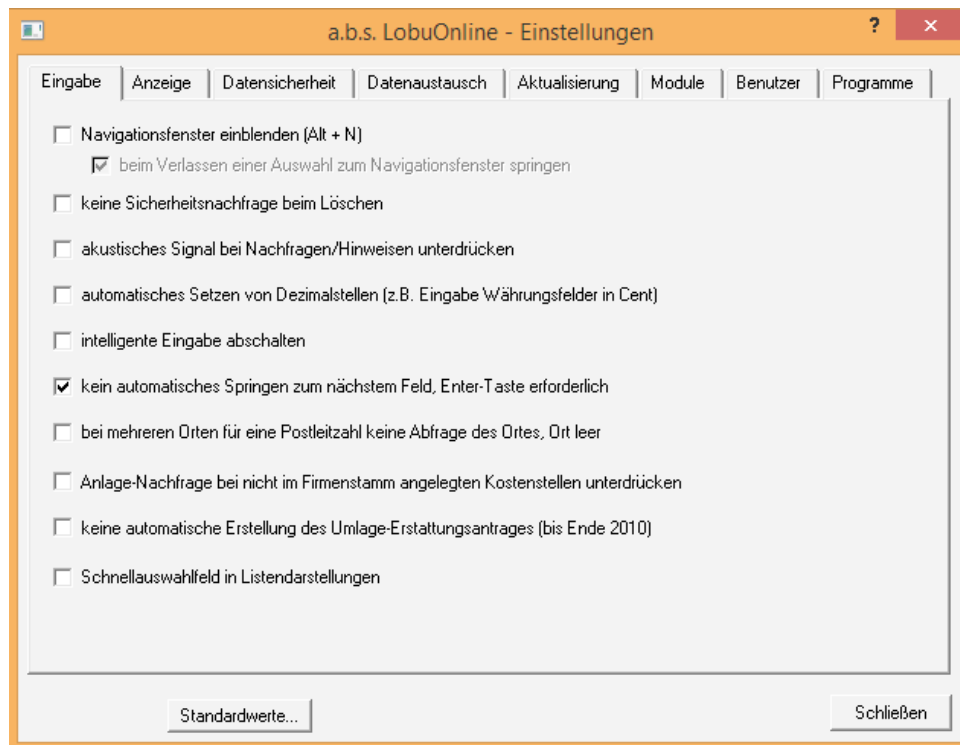 a.b.s. LobuOnline - Einstellungen ? ×
Eingabe Anzeige Datensicherheit Datenaustausch Aktualisierung Module Benutzer Programme
Navigationsfenster einblenden (Alt + N)
beim Verlassen einer Auswahl zum Navigationsfenster springen
keine Sicherheitsnachfrage beim Löschen
akustisches Signal bei Nachfragen/Hinweisen unterdrücken
automatisches Setzen von Dezimalstellen (z.B. Eingabe Währungsfelder in Cent)
intelligente Eingabe abschalten
kein automatisches Springen zum nächstem Feld, Enter-Taste erforderlich
bei mehreren Orten für eine Postleitzahl keine Abfrage des Ortes, Ort leer
Anlage-Nachfrage bei nicht im Firmenstamm angelegten Kostenstellen unterdrücken
keine automatische Erstellung des Umlage-Erstattungsantrages (bis Ende 2010)
Schnellauswahlfeld in Listendarstellungen
Standardwerte... Schließen